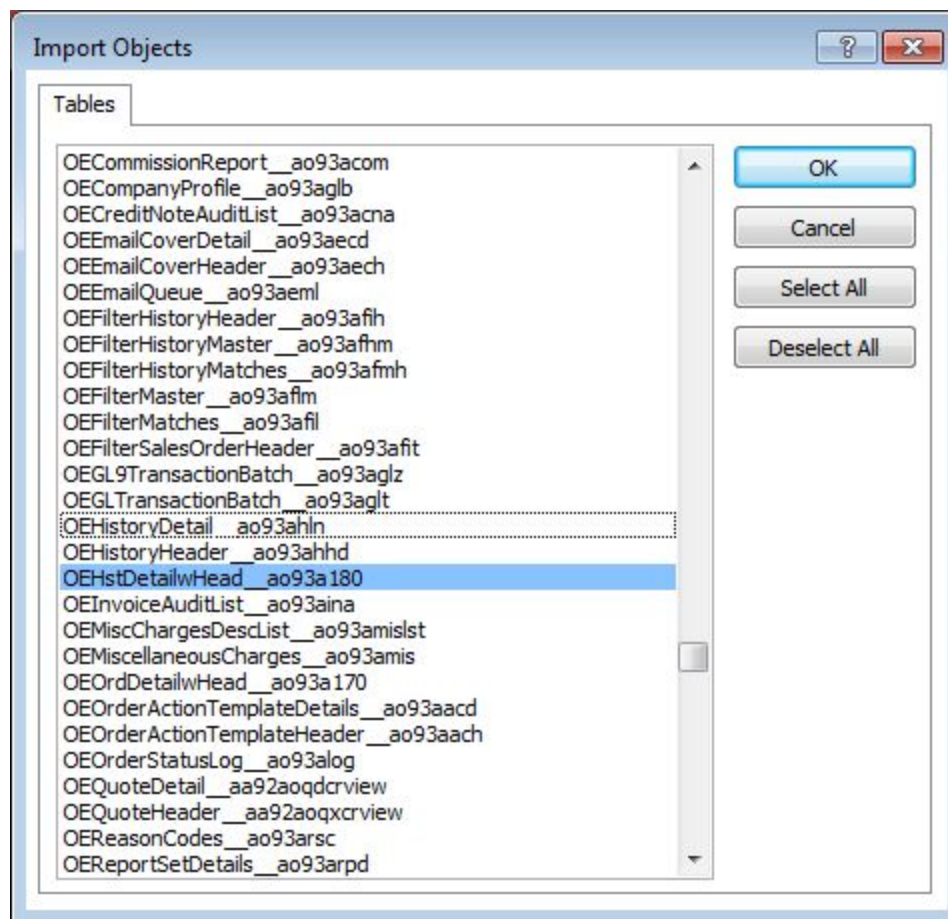 Import Objects
Tables
OECommissionReport__ao93acom
OECompanyProfile__ao93aglb
OECreditNoteAuditList__ao93acna
OEEmailCoverDetail__ao93aecd
OEEmailCoverHeader__ao93aech
OEEmailQueue__ao93aeml
OEFilterHistoryHeader__ao93afih
OEFilterHistoryMaster__ao93afhm
OEFilterHistoryMatches__ao93afmh
OEFilterMaster__ao93aflm
OEFilterMatches__ao93afil
OEFilterSalesOrderHeader__ao93afit
OEGL9TransactionBatch__ao93aglz
OEGLTransactionBatch__ao93aglt
OEHistoryDetail__ao93ahln
OEHistoryHeader__ao93ahhd
OEHstDetailwHead__ao93a180
OEInvoiceAuditList__ao93aina
OEMiscChargesDescList__ao93amislst
OEMiscellaneousCharges__ao93amis
OEOrdDetailwHead__ao93a170
OEOrderActionTemplateDetails__ao93aacd
OEOrderActionTemplateHeader__ao93aach
OEOrderStatusLog__ao93alog
OEQuoteDetail__aa92aoqdcrview
OEQuoteHeader__aa92aoqxcrview
OEReasonCodes__ao93arsc
OEReportSetDetails__ao93arpd
OK
Cancel
Select All
Deselect All